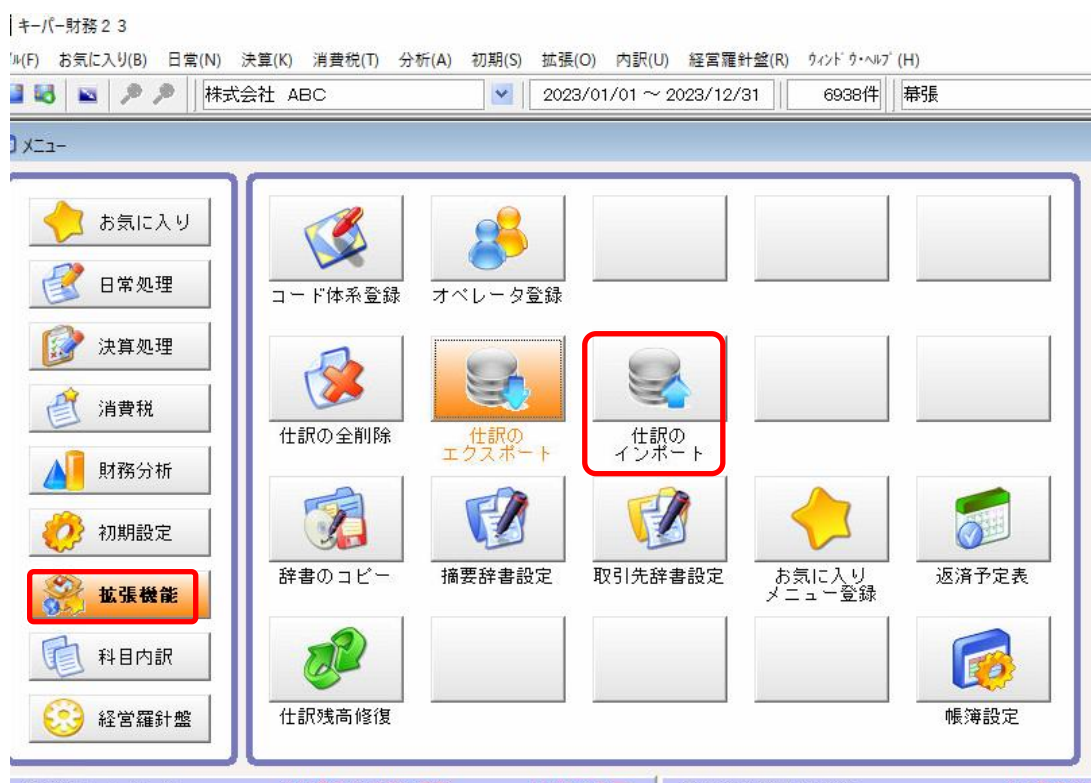 キーパー財務２３
ル(F) お気に入り(B) 日常(N) 決算(K) 消費税(T) 分析(A) 初期(S) 拡張(O) 内訳(U) 経営羅針盤(R) ウィンドウ・ヘルプ(H)
株式会社 ABC 2023/01/01 ～ 2023/12/31 6938件 幕張
メニュー
お気に入り
日常処理
決算処理
消費税
財務分析
初期設定
拡張機能
科目内訳
経営羅針盤
コード体系登録 オペレータ登録
仕訳の全削除
仕訳の
エクスポート
仕訳の
インポート
辞書のコピー 摘要辞書設定 取引先辞書設定
お気に入り
メニュー登録
返済予定表
仕訳残高修復 帳簿設定